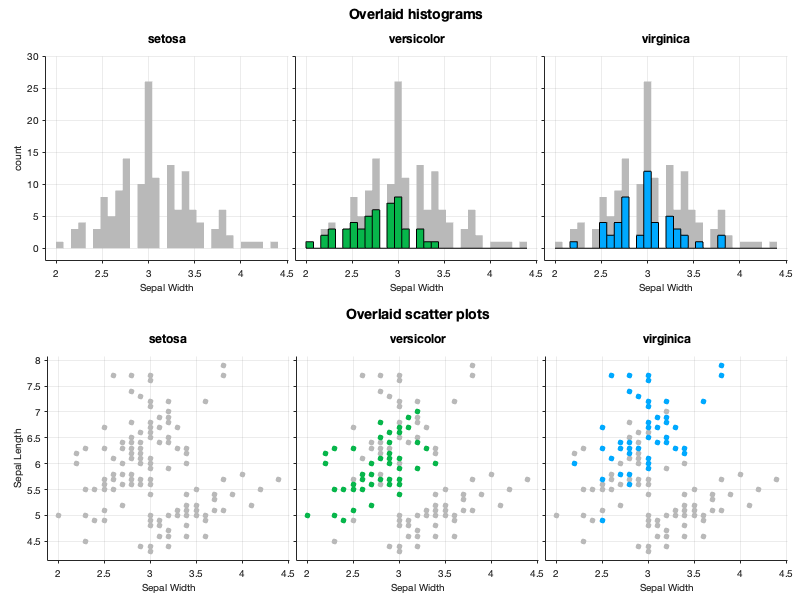 Overlaid histograms
setosa versicolor virginica
30
25
20
15
10
5
0
count
2 2.5 3 3.5 4 4.5 2 2.5 3 3.5 4 4.5 2 2.5 3 3.5 4 4.5
Sepal Width Sepal Width Sepal Width
Overlaid scatter plots
setosa versicolor virginica
8
7.5
7
6.5
6
5.5
5
4.5
Sepal Length
2 2.5 3 3.5 4 4.5 2 2.5 3 3.5 4 4.5 2 2.5 3 3.5 4 4.5
Sepal Width Sepal Width Sepal Width